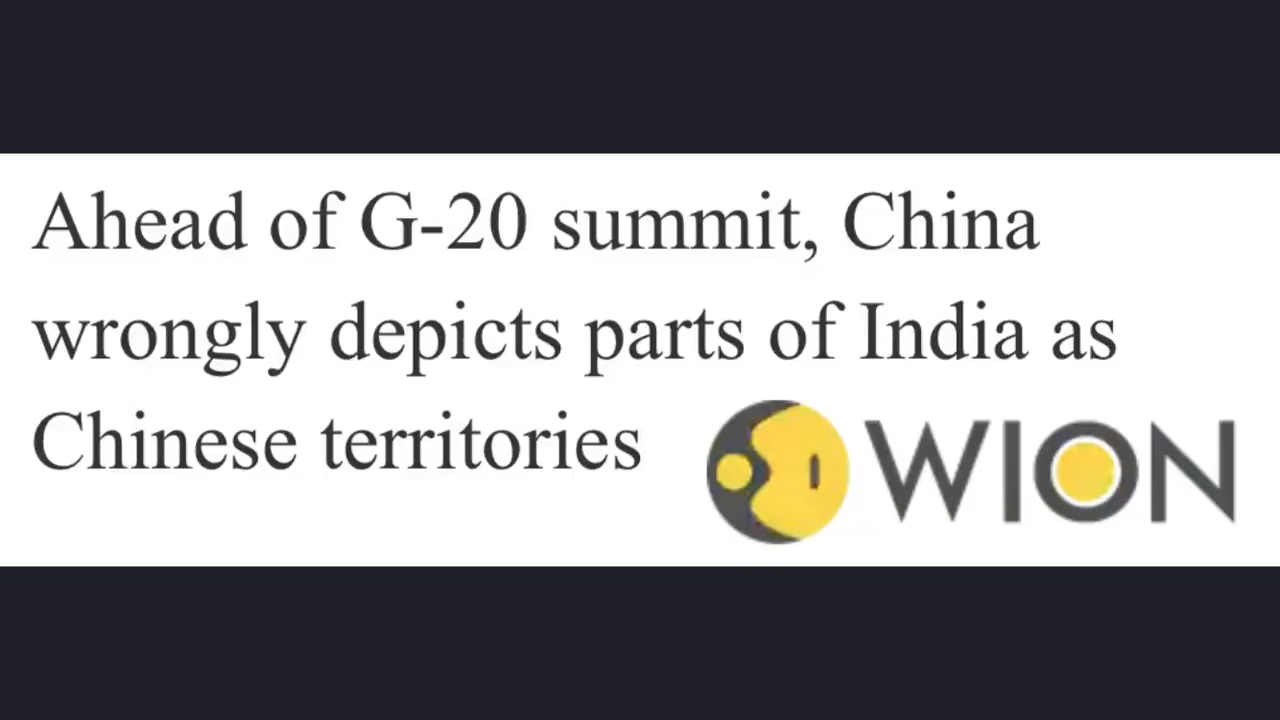 Ahead of G-20 summit, China
wrongly depicts parts of India as
Chinese territories
WION